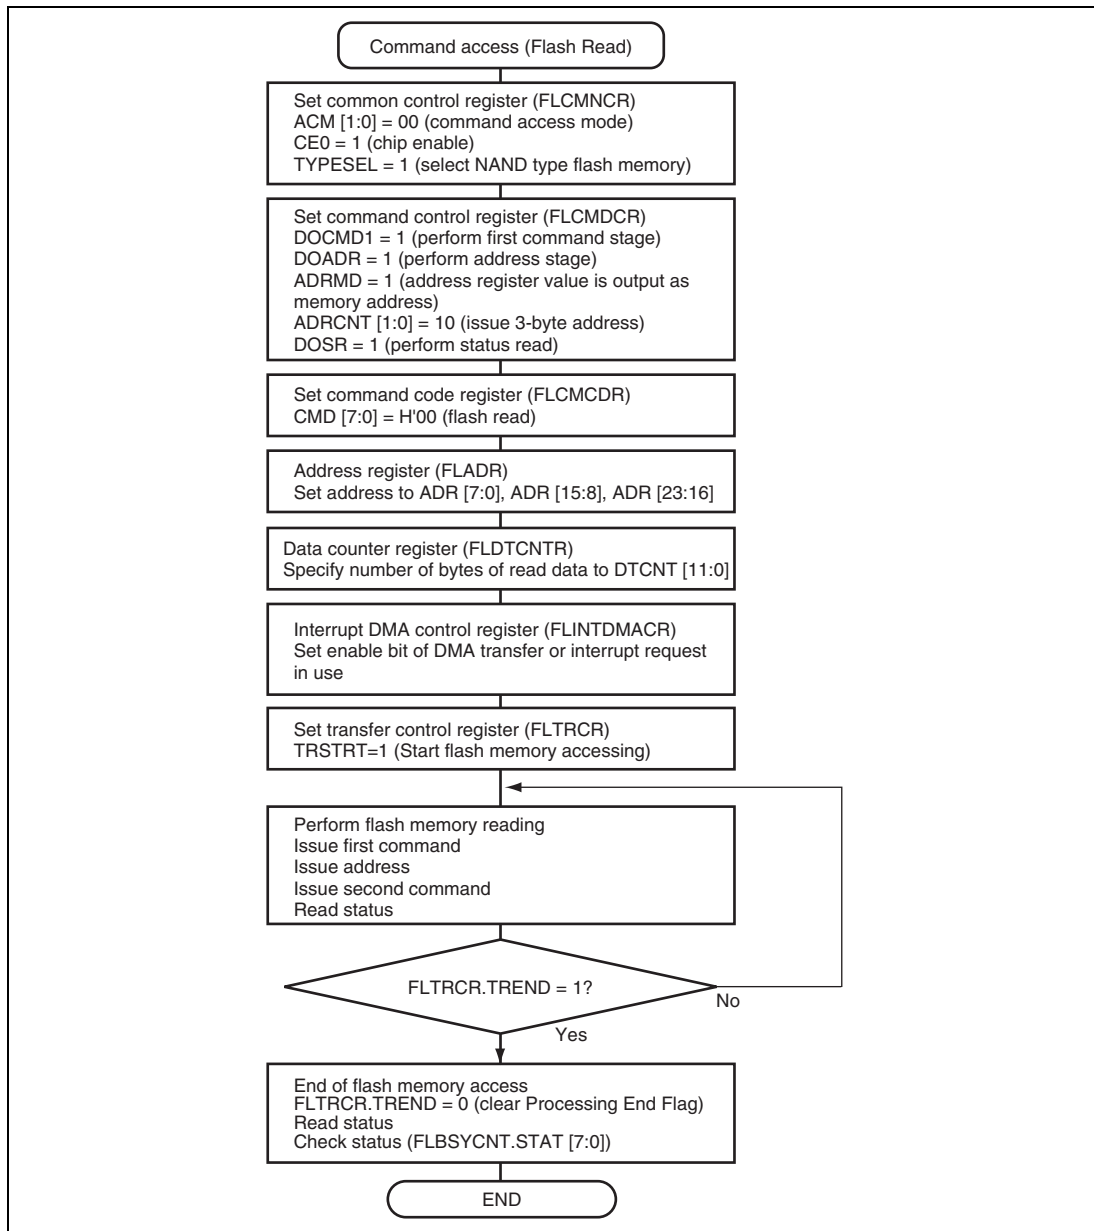 Command access (Flash Read)
Set common control register (FLCMNCR)
ACM [1:0] = 00 (command access mode)
CE0 = 1 (chip enable)
TYPESEL = 1 (select NAND type flash memory)
Set command control register (FLCMDCR)
DOCMD1 = 1 (perform first command stage)
DOADR = 1 (perform address stage)
ADRMD = 1 (address register value is output as
memory address)
ADRCNT [1:0] = 10 (issue 3-byte address)
DOSR = 1 (perform status read)
Set command code register (FLCMCDR)
CMD [7:0] = H'00 (flash read)
Address register (FLADR)
Set address to ADR [7:0], ADR [15:8], ADR [23:16]
Data counter register (FLDTCNTR)
Specify number of bytes of read data to DTCNT [11:0]
Interrupt DMA control register (FLINTDMACR)
Set enable bit of DMA transfer or interrupt request
in use
Set transfer control register (FLTRCR)
TRSTRT=1 (Start flash memory accessing)
Perform flash memory reading
Issue first command
Issue address
Issue second command
Read status
FLTRCR.TREND = 1?
No
Yes
End of flash memory access
FLTRCR.TREND = 0 (clear Processing End Flag)
Read status
Check status (FLBSYCNT.STAT [7:0])
END